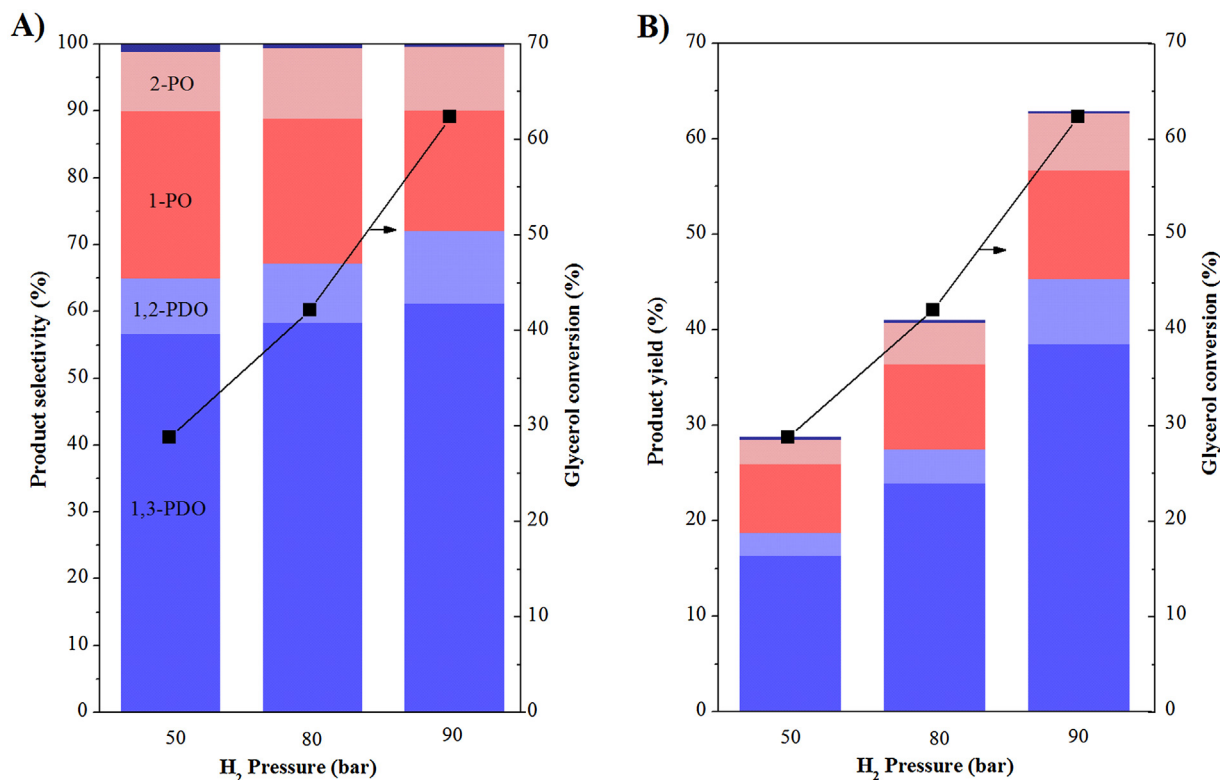 A)
100
90
80
70
60
50
40
30
20
10
0
Product selectivity (%)
2-PO
1-PO
1,2-PDO
1,3-PDO
70
60
50
40
30
20
10
0
Glycerol conversion (%)
50 80 90
H2 Pressure (bar)
B)
70
60
50
40
30
20
10
0
Product yield (%)
70
60
50
40
30
20
10
0
Glycerol conversion (%)
50 80 90
H2 Pressure (bar)